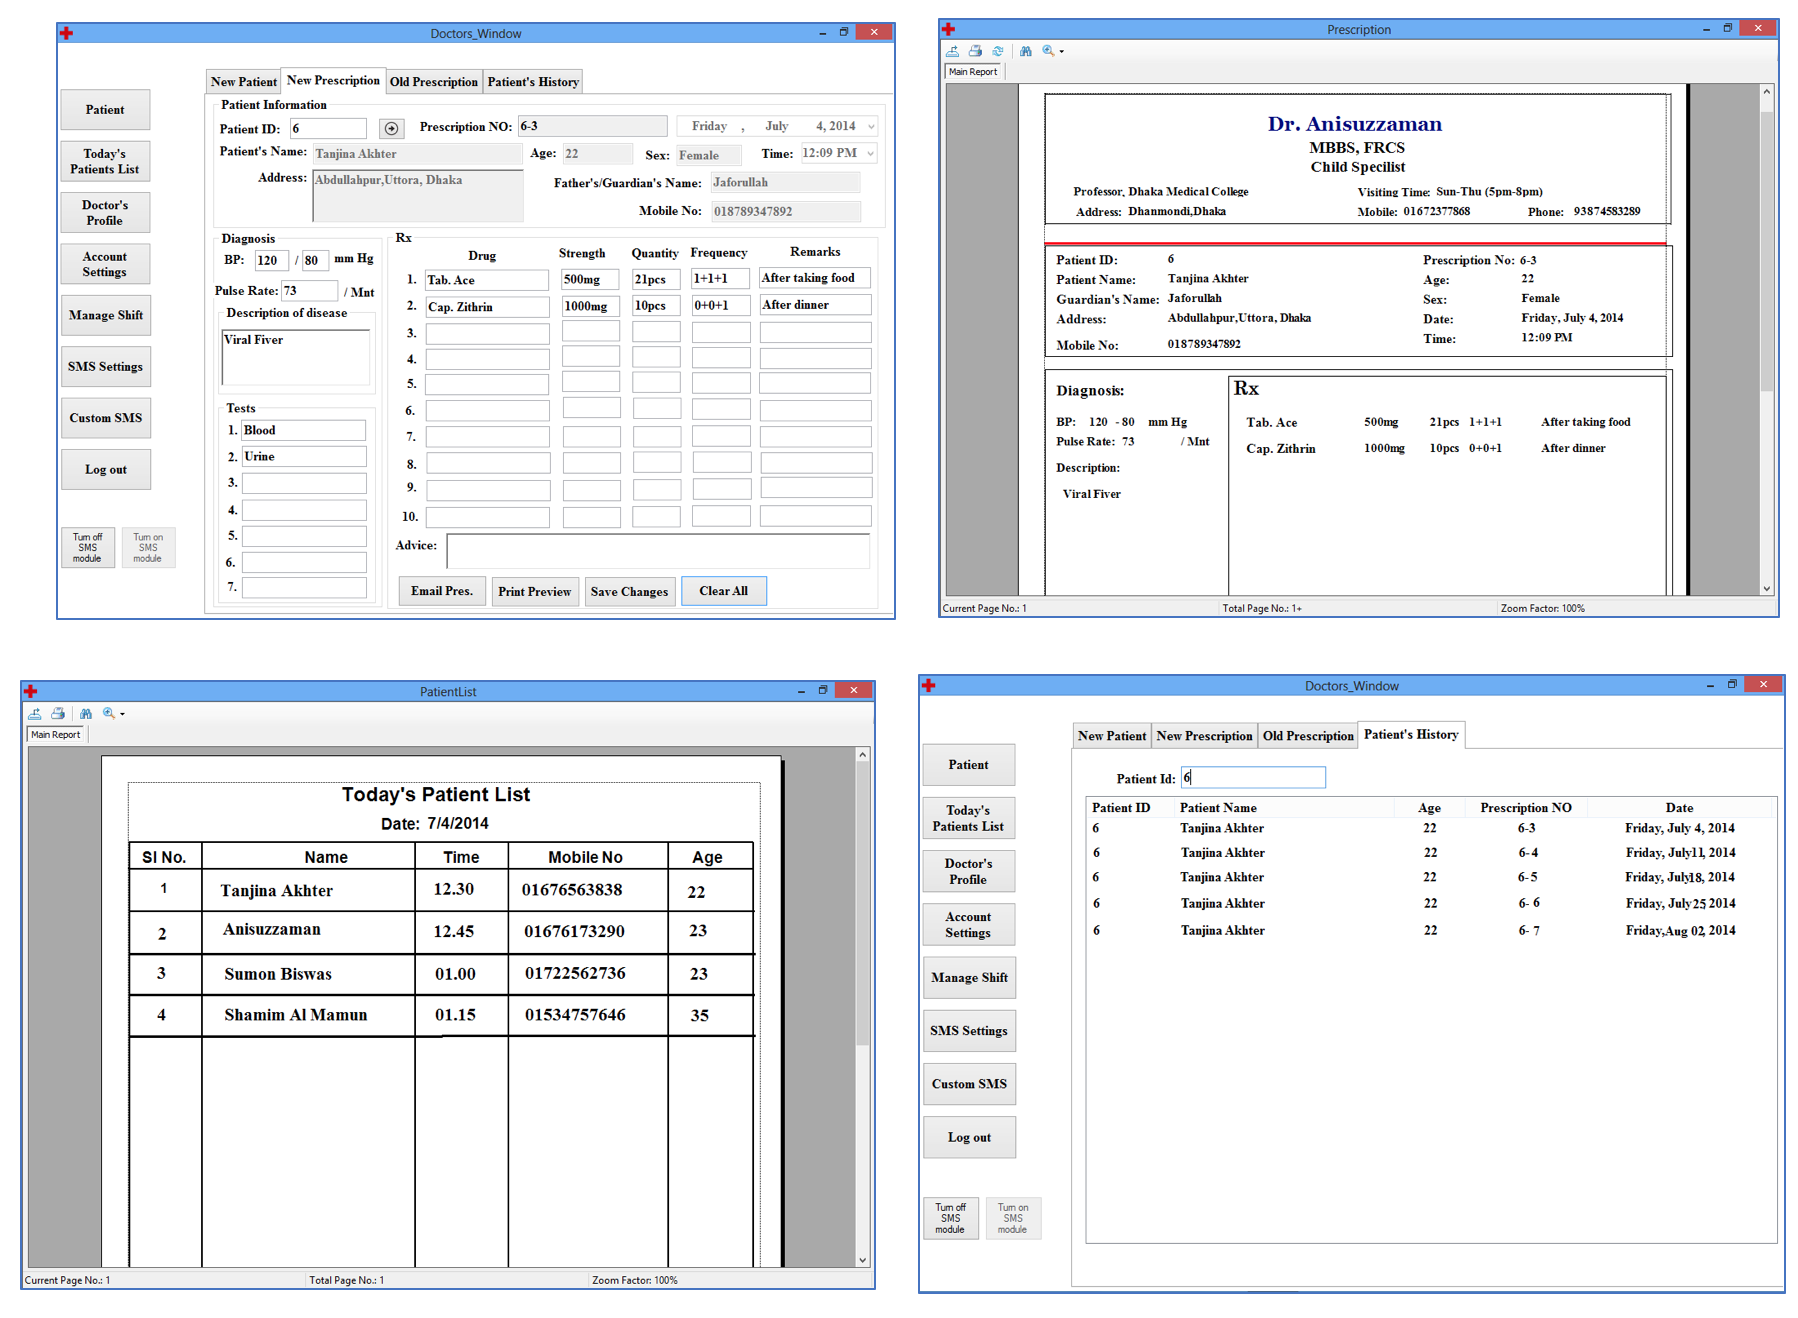 Doctors_Window
New Patient New Prescription Old Prescription Patient's History
Patient
Today's
Patients List
Doctor's
Profile
Account
Settings
Manage Shift
SMS Settings
Custom SMS
Log out
Turn off
SMS
module
Turn on
SMS
module
Patient Information
Patient ID: 6 Prescription NO: 6-3 Friday , July 4, 2014
Patient's Name: Tanjina Akhter Age: 22 Sex: Female Time: 12:09 PM
Address: Abdullahpur,Uttora, Dhaka Father's/Guardian's Name: Jaforullah
Mobile No: 018789347892
Diagnosis
BP: 120 / 80 mm Hg
Pulse Rate: 73 / Mnt
Description of disease
Viral Fiver
Tests
1. Blood
2. Urine
3.
4.
5.
6.
7.
Rx
Drug Strength Quantity Frequency Remarks
1. Tab. Ace 500mg 21pcs 1+1+1 After taking food
2. Cap. Zithrin 1000mg 10pcs 0+0+1 After dinner
3.
4.
5.
6.
7.
8.
9.
10.
Advice:
Email Pres. Print Preview Save Changes Clear All
Prescription
Main Report
Dr. Anisuzzaman
MBBS, FRCS
Child Specilist
Professor, Dhaka Medical College Visiting Time: Sun-Thu (5pm-8pm)
Address: Dhanmondi,Dhaka Mobile: 01672377868 Phone: 93874583289
Patient ID: 6 Prescription No: 6-3
Patient Name: Tanjina Akhter Age: 22
Guardian's Name: Jaforullah Sex: Female
Address: Abdullahpur,Uttora, Dhaka Date: Friday, July 4, 2014
Mobile No: 018789347892 Time: 12:09 PM
Diagnosis:
BP: 120 - 80 mm Hg
Pulse Rate: 73 / Mnt
Description:
Viral Fiver
Rx
Tab. Ace 500mg 21pcs 1+1+1 After taking food
Cap. Zithrin 1000mg 10pcs 0+0+1 After dinner
Current Page No.: 1 Total Page No.: 1+ Zoom Factor: 100%
PatientList
Main Report
Today's Patient List
Date: 7/4/2014
Sl No. Name Time Mobile No Age
1 Tanjina Akhter 12.30 01676563838 22
2 Anisuzzaman 12.45 01676173290 23
3 Sumon Biswas 01.00 01722562736 23
4 Shamim Al Mamun 01.15 01534757646 35
Current Page No.: 1 Total Page No.: 1 Zoom Factor: 100%
Doctors_Window
New Patient New Prescription Old Prescription Patient's History
Patient
Today's
Patients List
Doctor's
Profile
Account
Settings
Manage Shift
SMS Settings
Custom SMS
Log out
Turn off
SMS
module
Turn on
SMS
module
Patient Id: 6
Patient ID Patient Name Age Prescription NO Date
6 Tanjina Akhter 22 6-3 Friday, July 4, 2014
6 Tanjina Akhter 22 6- 4 Friday, July11, 2014
6 Tanjina Akhter 22 6- 5 Friday, July18, 2014
6 Tanjina Akhter 22 6- 6 Friday, July 25 2014
6 Tanjina Akhter 22 6- 7 Friday,Aug 02, 2014